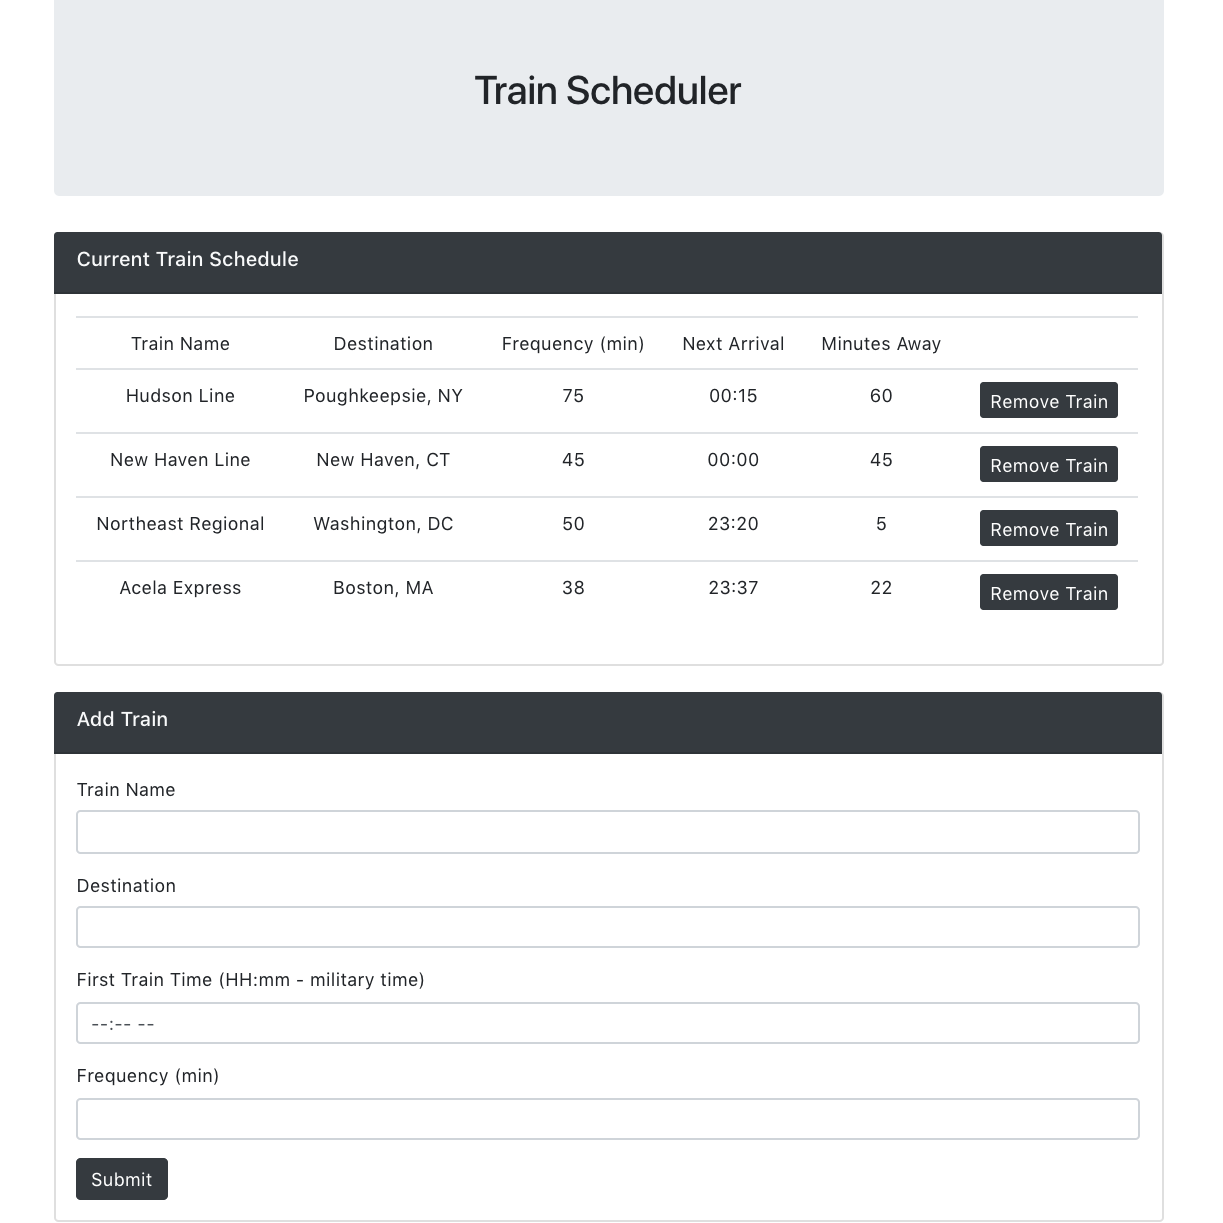 Train Scheduler
Current Train Schedule
Train Name Destination Frequency (min) Next Arrival Minutes Away
Hudson Line Poughkeepsie, NY 75 00:15 60 Remove Train
New Haven Line New Haven, CT 45 00:00 45 Remove Train
Northeast Regional Washington, DC 50 23:20 5 Remove Train
Acela Express Boston, MA 38 23:37 22 Remove Train
Add Train
Train Name
Destination
First Train Time (HH:mm - military time)
--:-- --
Frequency (min)
Submit